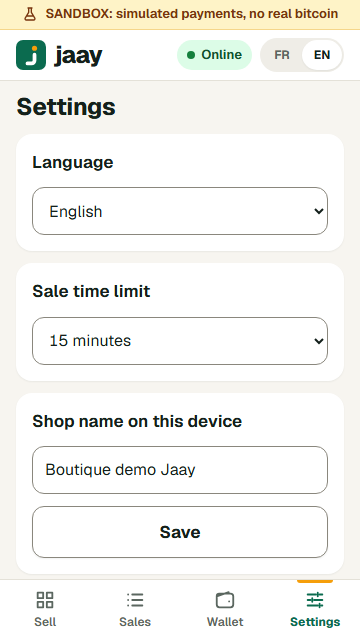 SANDBOX: simulated payments, no real bitcoin
jaay
Online
FR
EN
Settings
Language
English
Sale time limit
15 minutes
Shop name on this device
Boutique demo Jaay
Save
Sell
Sales
Wallet
Settings